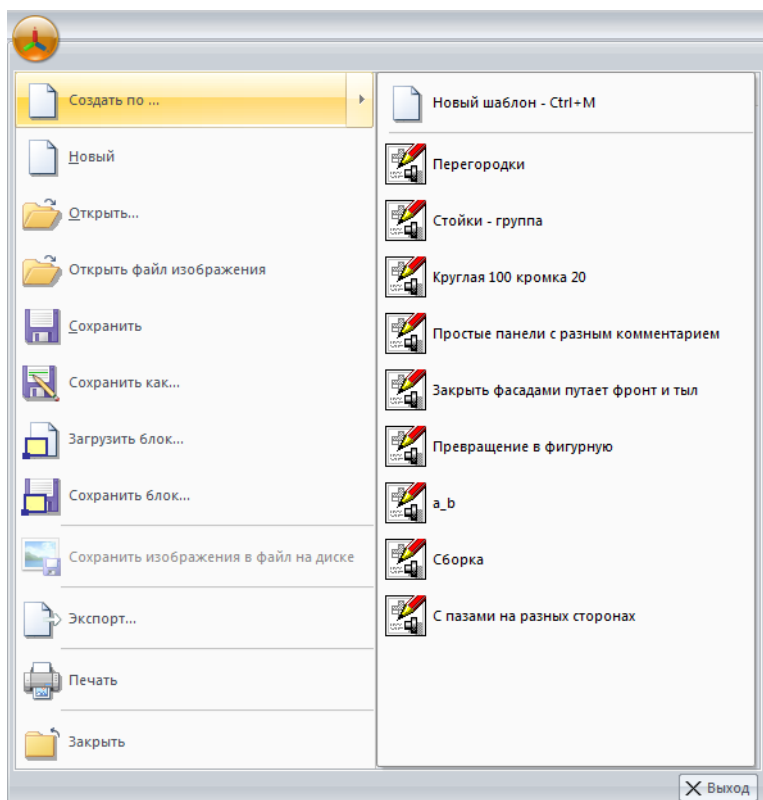 Создать по ...
Новый
Открыть...
Открыть файл изображения
Сохранить
Сохранить как...
Загрузить блок...
Сохранить блок...
Сохранить изображения в файл на диске
Экспорт...
Печать
Закрыть
Новый шаблон - Ctrl+M
Перегородки
Стойки - группа
Круглая 100 кромка 20
Простые панели с разным комментарием
Закрыть фасадами путает фронт и тыл
Превращение в фигурную
a_b
Сборка
С пазами на разных сторонах
Выход